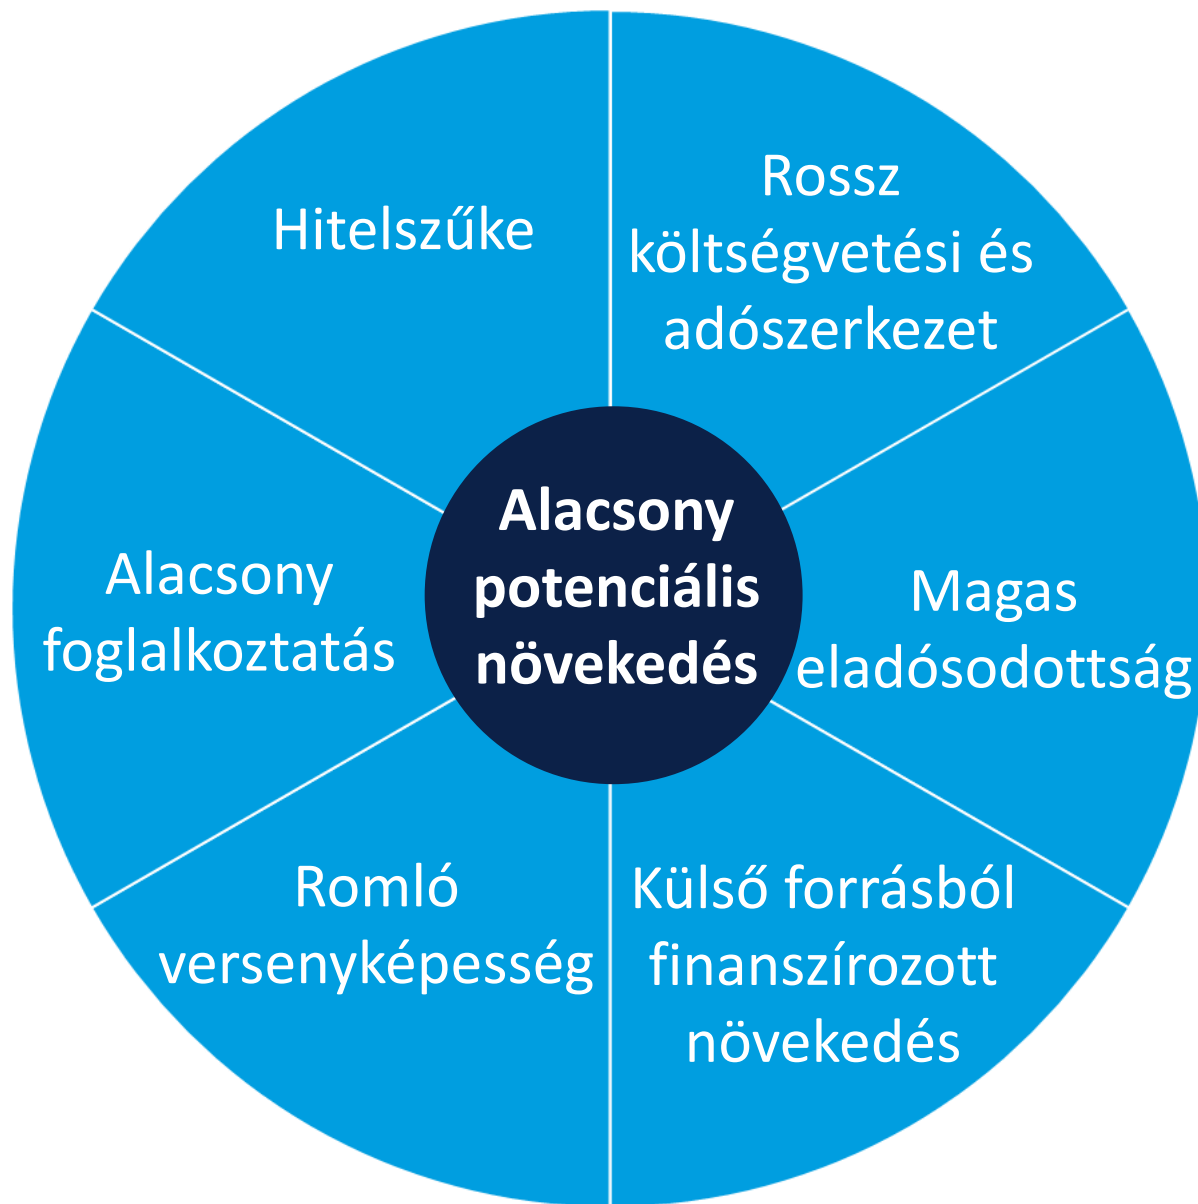 Hitelszűke
Rossz
költségvetési és
adószerkezet
Alacsony
potenciális
növekedés
Alacsony
foglalkoztatás
Magas
eladósodottság
Romló
versenyképesség
Külső forrásból
finanszírozott
növekedés